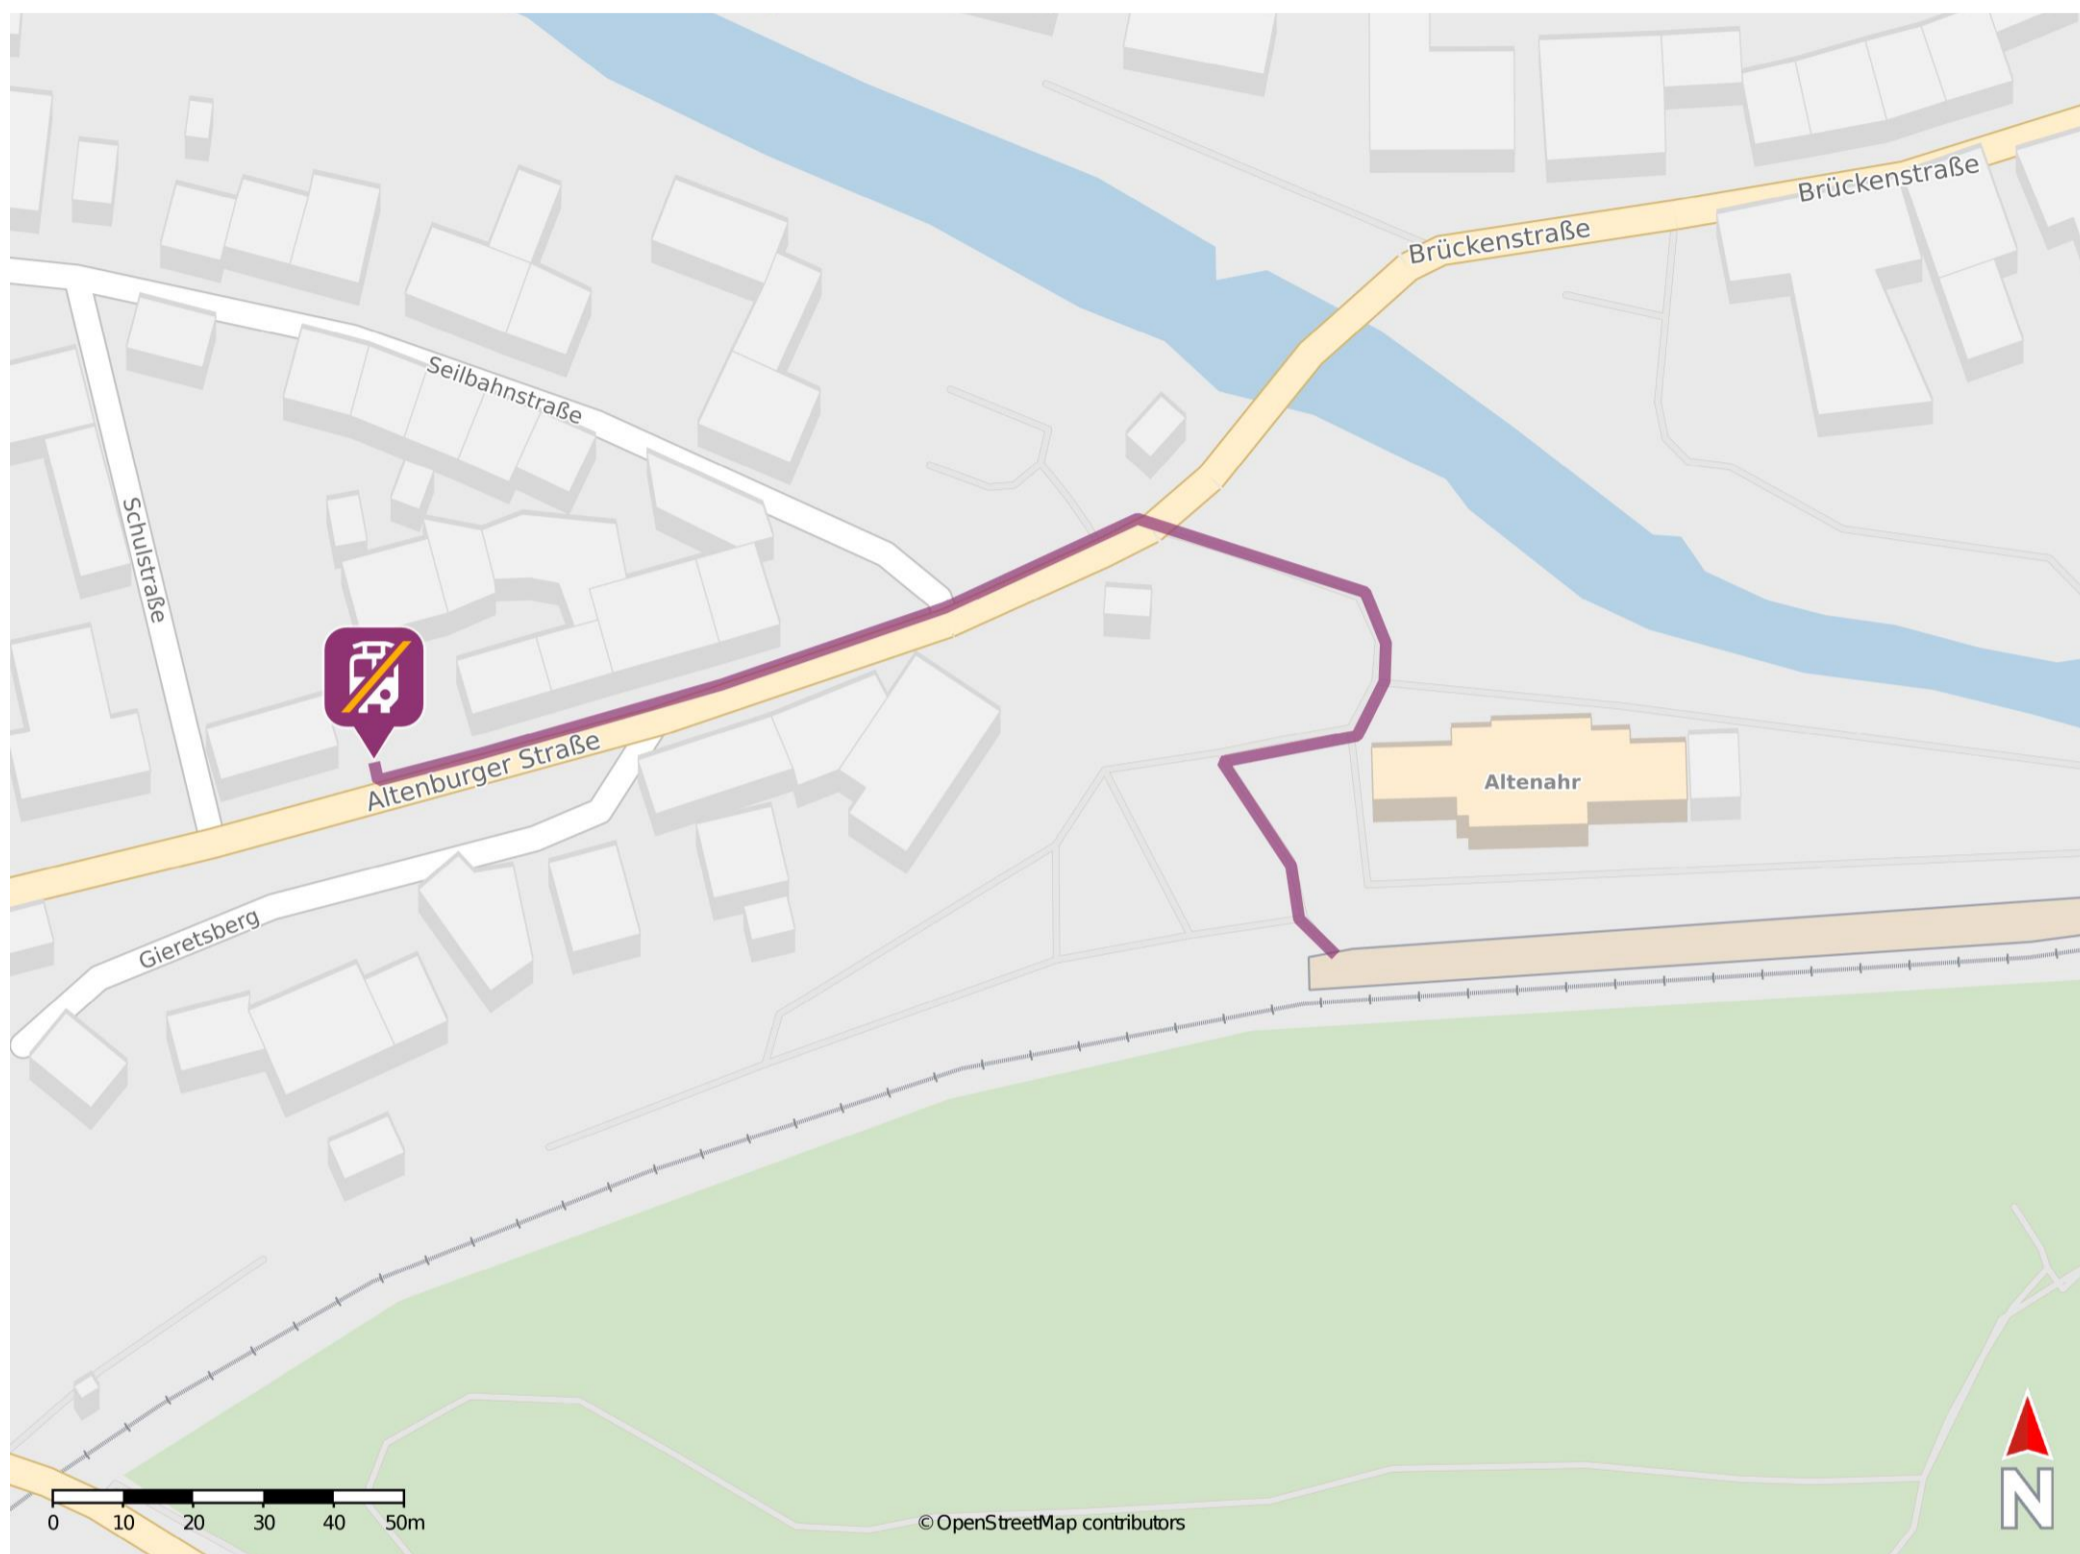 Brückenstraße
Brückenstraße
Seilbahnstraße
Schulstraße
Altenburger Straße
Altenahr
Gieretsberg
0 10 20 30 40 50m
© OpenStreetMap contributors
N